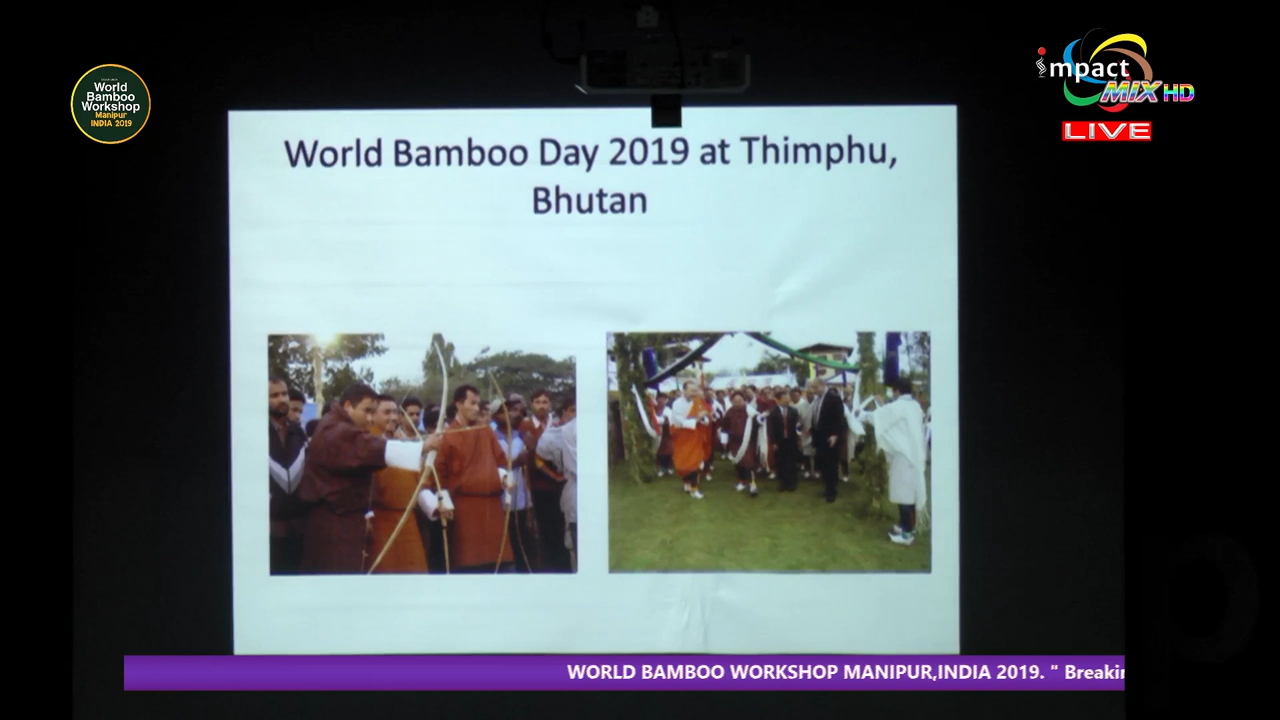 World
Bamboo
Workshop
Manipur
INDIA 2019
impact
MIX HD
LIVE
World Bamboo Day 2019 at Thimphu,
Bhutan
WORLD BAMBOO WORKSHOP MANIPUR,INDIA 2019. " Breakin